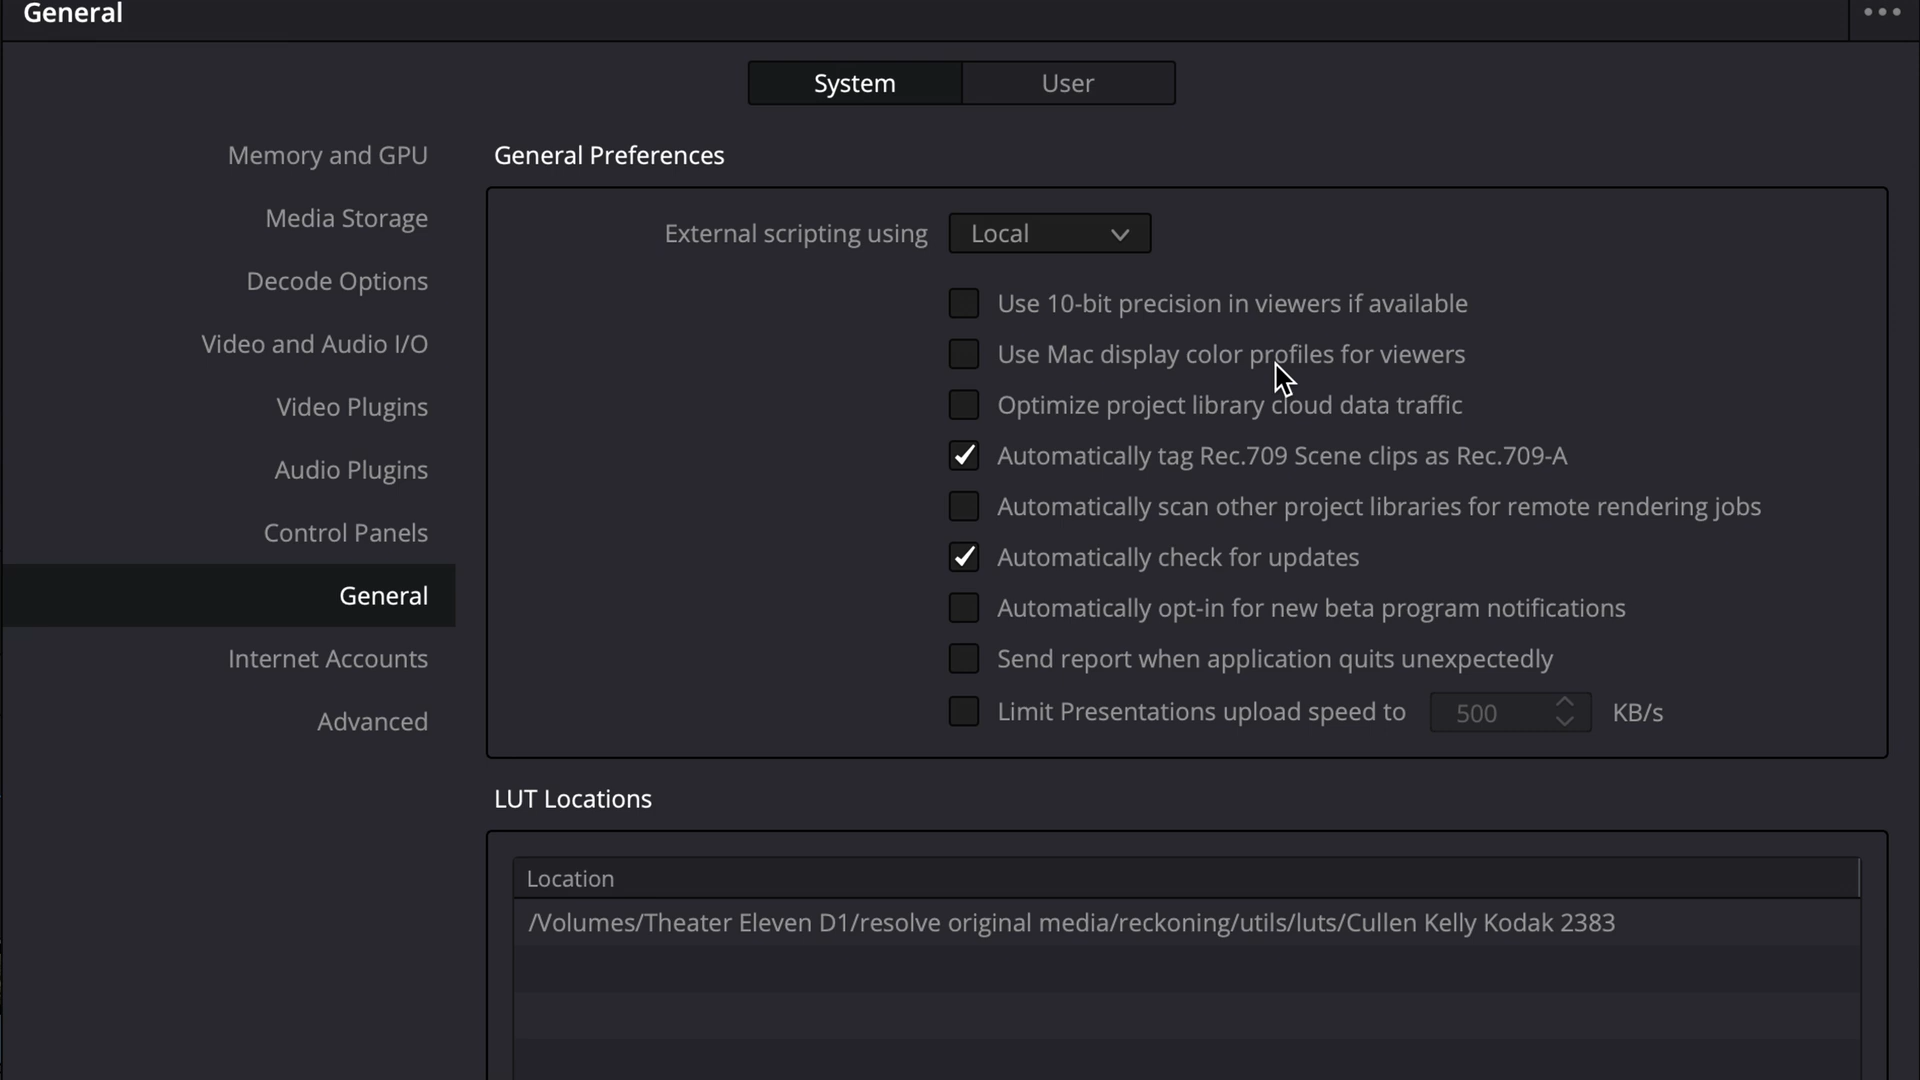 General
System
User
Memory and GPU
Media Storage
Decode Options
Video and Audio I/O
Video Plugins
Audio Plugins
Control Panels
General
Internet Accounts
Advanced
General Preferences
External scripting using Local
Use 10-bit precision in viewers if available
Use Mac display color profiles for viewers
Optimize project library cloud data traffic
Automatically tag Rec.709 Scene clips as Rec.709-A
Automatically scan other project libraries for remote rendering jobs
Automatically check for updates
Automatically opt-in for new beta program notifications
Send report when application quits unexpectedly
Limit Presentations upload speed to 500 KB/s
LUT Locations
Location
/Volumes/Theater Eleven D1/resolve original media/reckoning/utils/luts/Cullen Kelly Kodak 2383